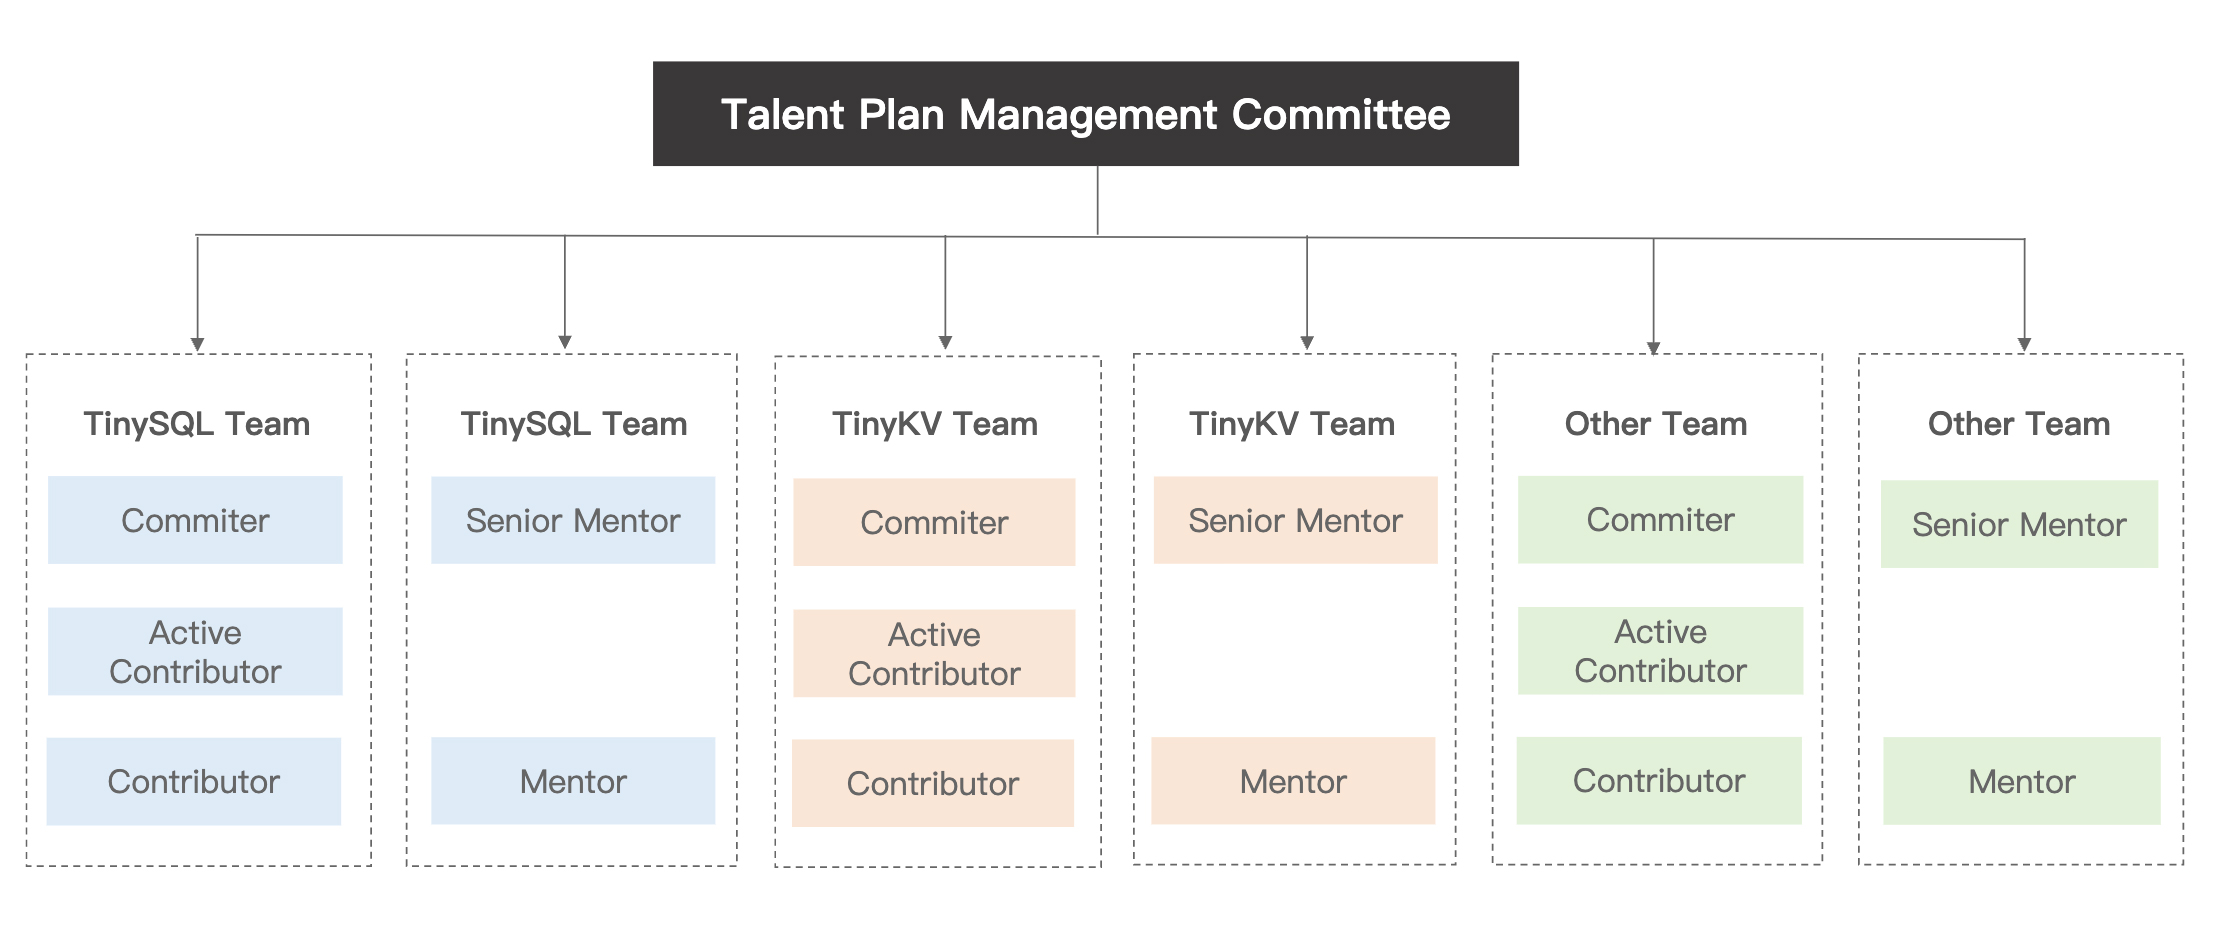 Talent Plan Management Committee
TinySQL Team
Commiter
Active
Contributor
Contributor
TinySQL Team
Senior Mentor
Mentor
TinyKV Team
Commiter
Active
Contributor
Contributor
TinyKV Team
Senior Mentor
Mentor
Other Team
Commiter
Active
Contributor
Contributor
Other Team
Senior Mentor
Mentor